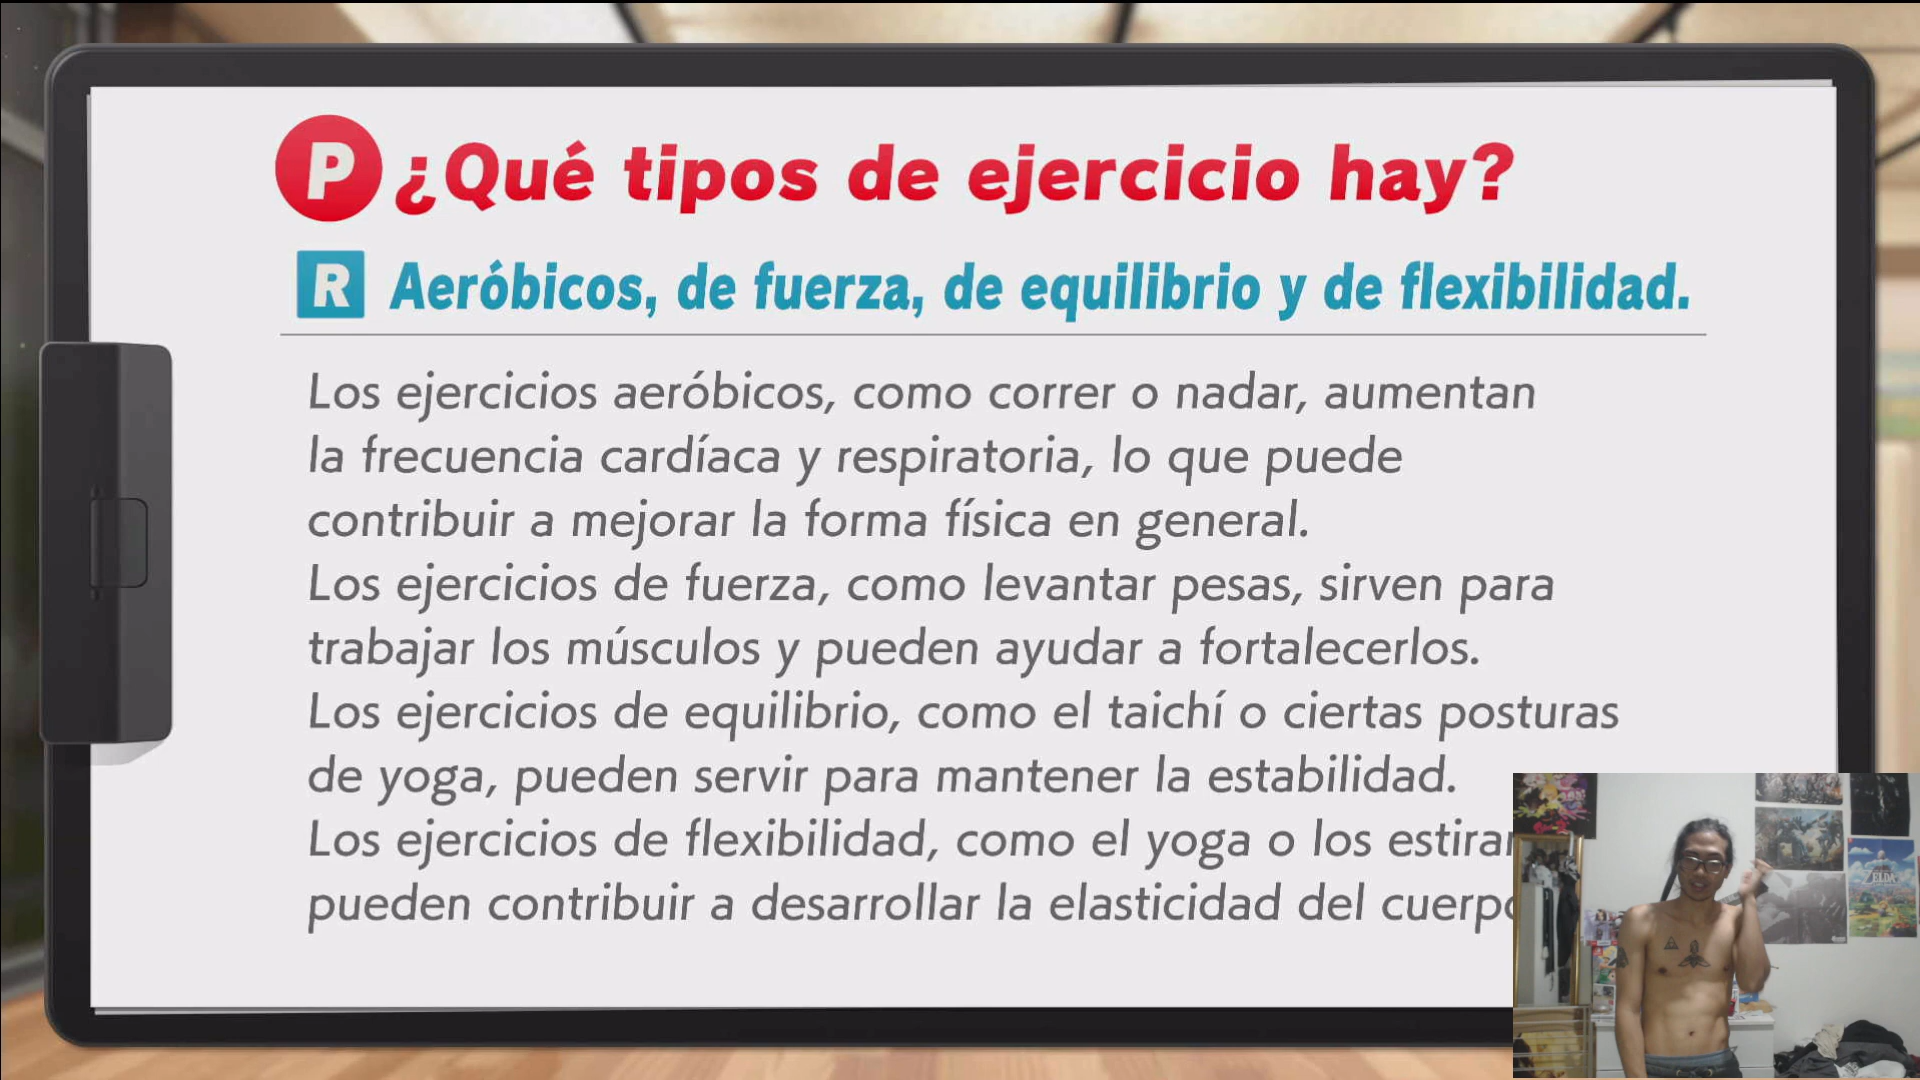 P ¿Qué tipos de ejercicio hay?
R Aeróbicos, de fuerza, de equilibrio y de flexibilidad.
Los ejercicios aeróbicos, como correr o nadar, aumentan
la frecuencia cardíaca y respiratoria, lo que puede
contribuir a mejorar la forma física en general.
Los ejercicios de fuerza, como levantar pesas, sirven para
trabajar los músculos y pueden ayudar a fortalecerlos.
Los ejercicios de equilibrio, como el taichí o ciertas posturas
de yoga, pueden servir para mantener la estabilidad.
Los ejercicios de flexibilidad, como el yoga o los
pueden contribuir a desarrollar la elasticidad del
ZELDA